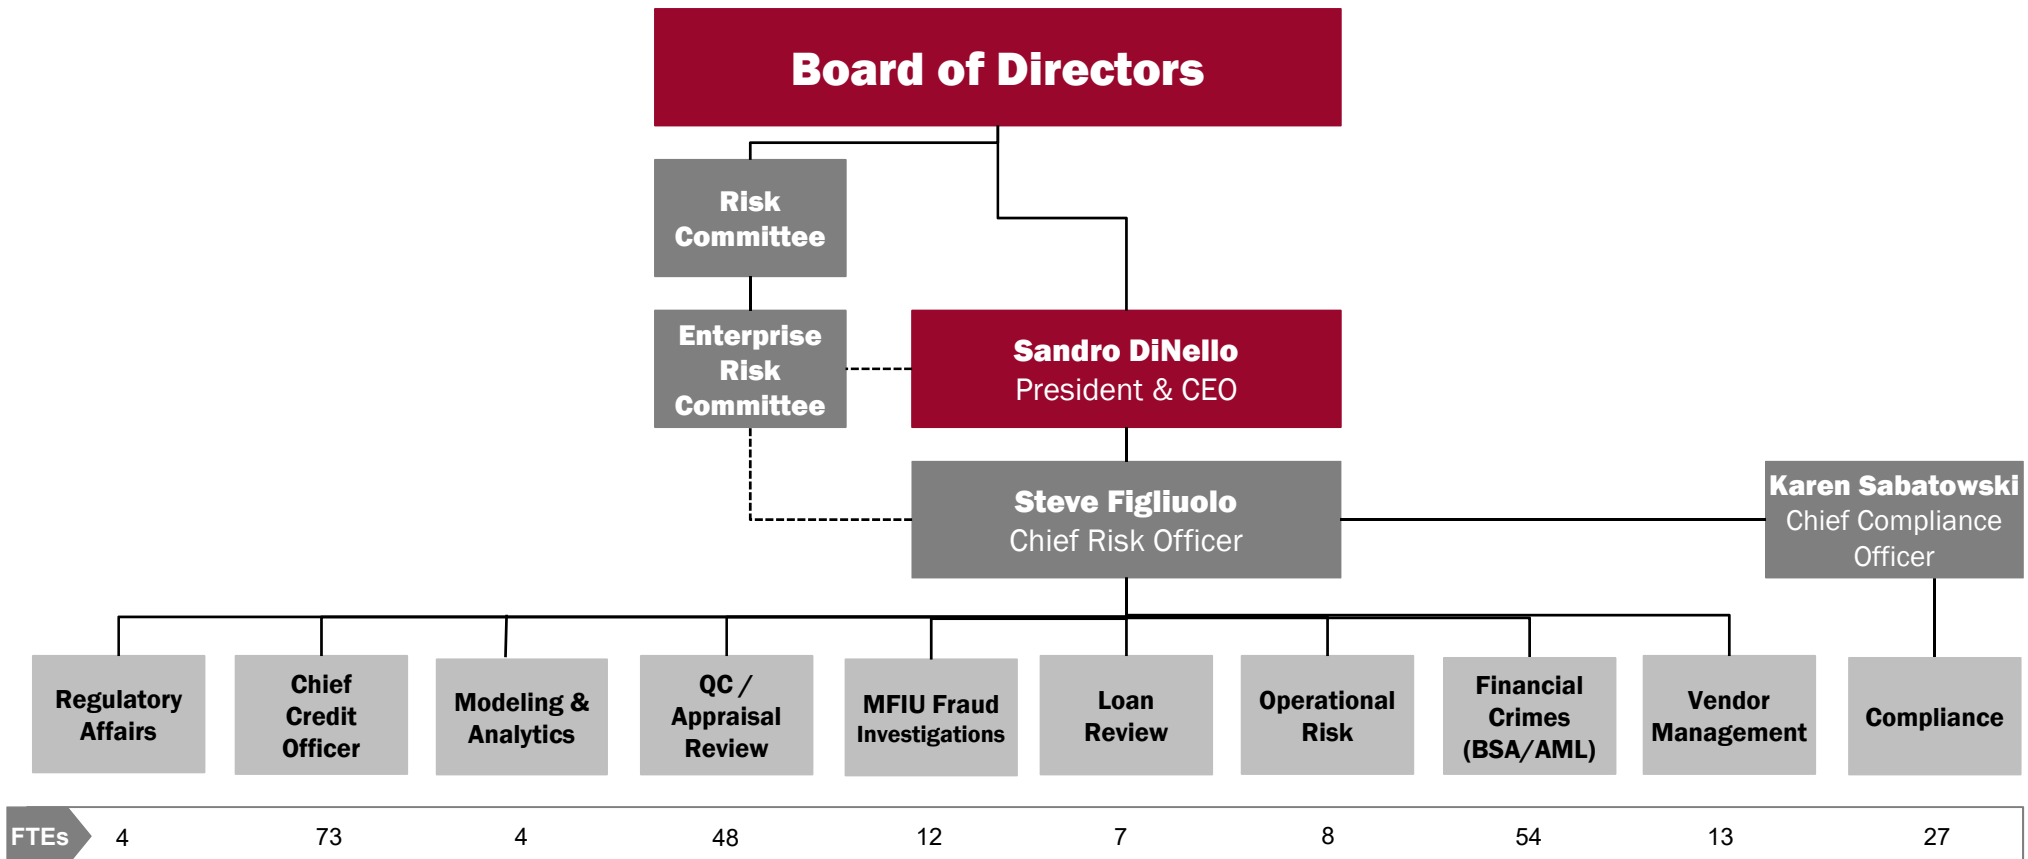 Board of Directors
Risk
Committee
Enterprise
Risk
Committee
Sandro DiNello
President & CEO
Steve Figliuolo
Chief Risk Officer
Karen Sabatowski
Chief Compliance
Officer
Regulatory
Affairs
Chief
Credit
Officer
Modeling &
Analytics
QC /
Appraisal
Review
MFIU Fraud
Investigations
Loan
Review
Operational
Risk
Financial
Crimes
(BSA/AML)
Vendor
Management
Compliance
FTEs 4 73 4 48 12 7 8 54 13 27